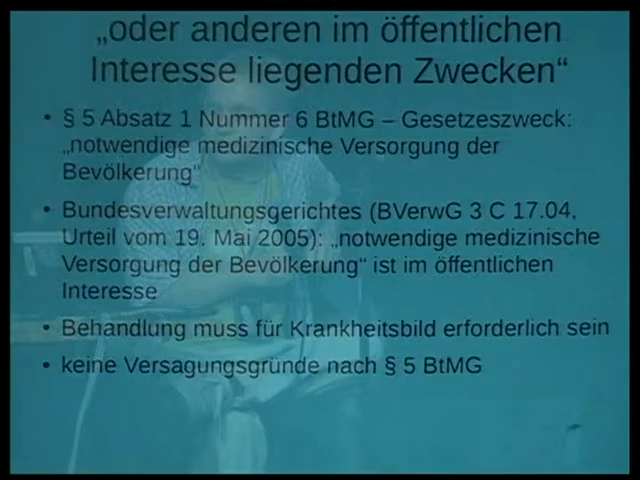 „oder anderen im öffentlichen
Interesse liegenden Zwecken“
• § 5 Absatz 1 Nummer 6 BtMG – Gesetzeszweck:
„notwendige medizinische Versorgung der
Bevölkerung“
• Bundesverwaltungsgerichtes (BVerwG 3 C 17.04,
Urteil vom 19. Mai 2005): „notwendige medizinische
Versorgung der Bevölkerung“ ist im öffentlichen
Interesse
• Behandlung muss für Krankheitsbild erforderlich sein
• keine Versagungsgründe nach § 5 BtMG